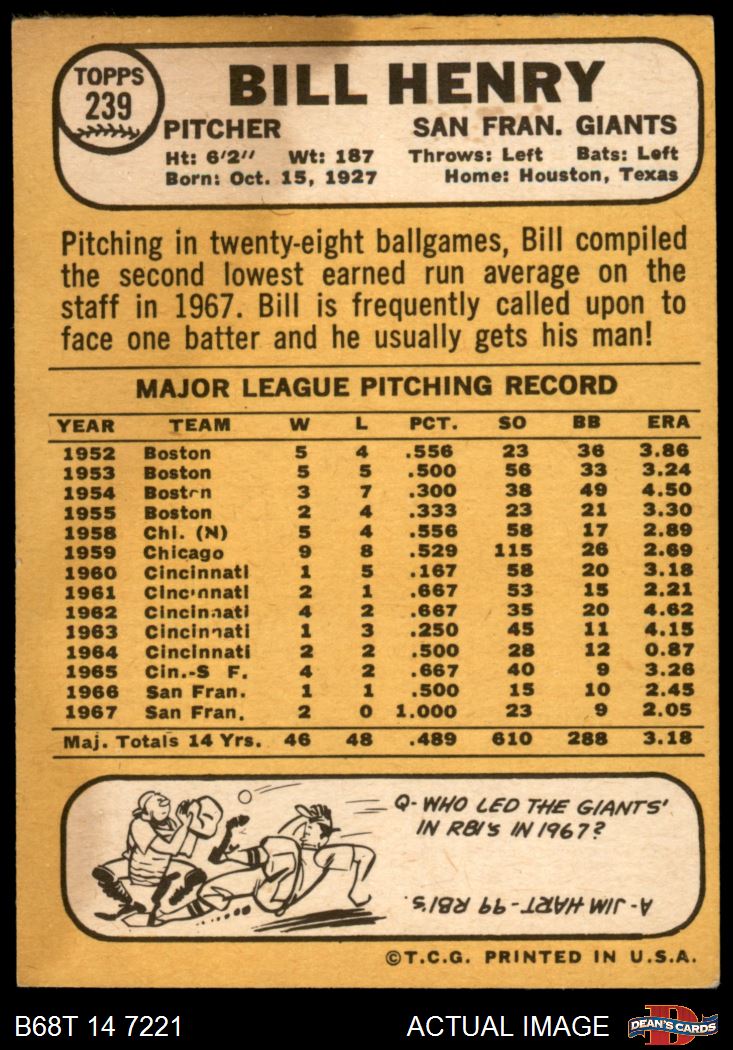 TOPPS
239
BILL HENRY
PITCHER SAN FRAN. GIANTS
Ht: 6'2" Wt: 187 Throws: Left Bats: Left
Born: Oct. 15, 1927 Home: Houston, Texas
Pitching in twenty-eight ballgames, Bill compiled
the second lowest earned run average on the
staff in 1967. Bill is frequently called upon to
face one batter and he usually gets his man!
MAJOR LEAGUE PITCHING RECORD
YEAR TEAM W L PCT. SO BB ERA
1952 Boston 5 4 .556 23 36 3.86
1953 Boston 5 5 .500 56 33 3.24
1954 Boston 3 7 .300 38 49 4.50
1955 Boston 2 4 .333 23 21 3.30
1958 Chi. (N) 5 4 .556 58 17 2.89
1959 Chicago 9 8 .529 115 26 2.69
1960 Cincinnati 1 5 .167 58 20 3.18
1961 Cincinnati 2 1 .667 53 15 2.21
1962 Cincinnati 4 2 .667 35 20 4.62
1963 Cincinnati 1 3 .250 45 11 4.15
1964 Cincinnati 2 2 .500 28 12 0.87
1965 Cin.-S F. 4 2 .667 40 9 3.26
1966 San Fran. 1 1 .500 15 10 2.45
1967 San Fran. 2 0 1.000 23 9 2.05
Maj. Totals 14 Yrs. 46 48 .489 610 288 3.18
Q- WHO LED THE GIANTS'
IN RBI'S IN 1967?
A- JIM HART - 99 RBI'S.
©T.C.G. PRINTED IN U.S.A.
B68T 14 7221 ACTUAL IMAGE DEAN'S CARDS